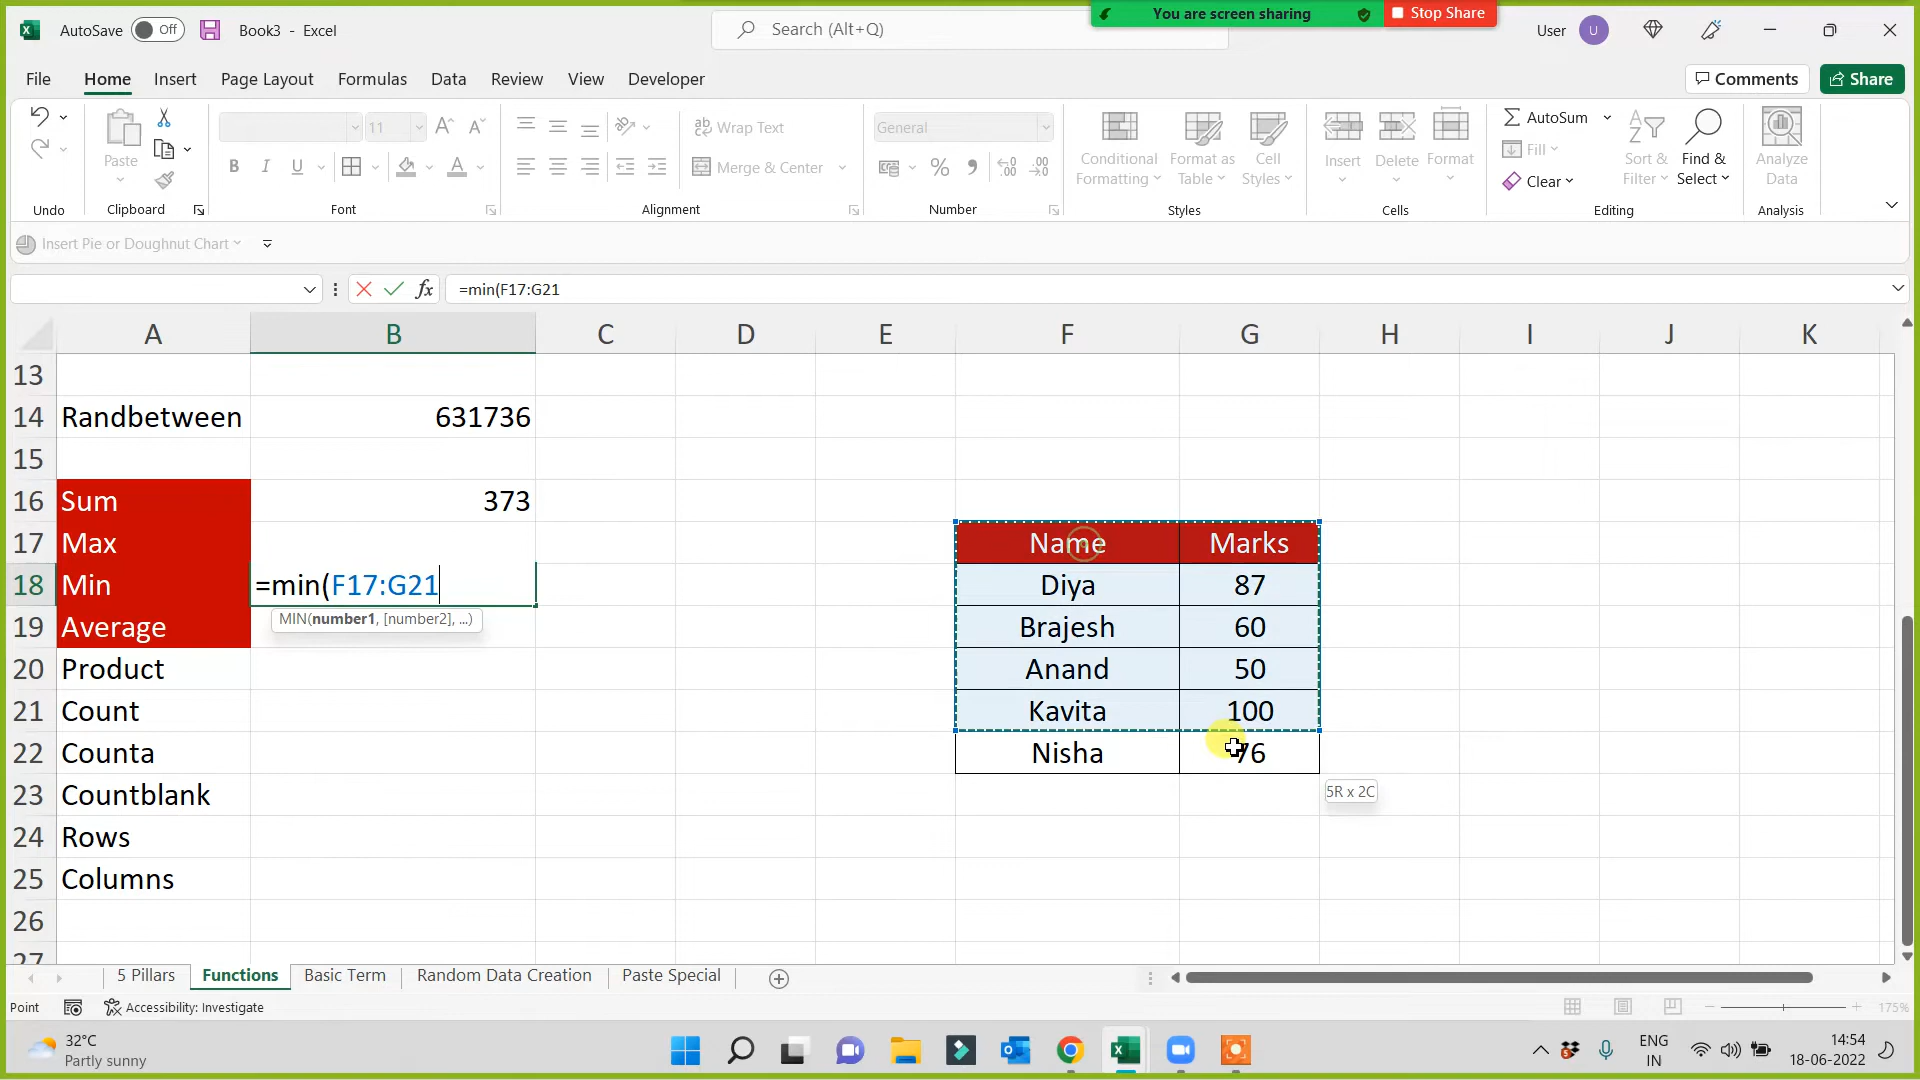 You are screen sharing
Stop Share
AutoSave
Off
Book3 - Excel
Search (Alt+Q)
User
U
File
Home
Insert
Page Layout
Formulas
Data
Review
View
Developer
Comments
Share
Paste
Undo
Clipboard
11
B I U
Font
Wrap Text
Merge & Center
Alignment
General
Number
Conditional
Formatting
Format as
Table
Cell
Styles
Styles
Insert
Delete
Format
Cells
AutoSum
Fill
Clear
Sort &
Filter
Find &
Select
Editing
Analyze
Data
Analysis
Insert Pie or Doughnut Chart
fx
=min(F17:G21
A B C D E F G H I J K
13
14 Randbetween 631736
15
16 Sum 373
17 Max Name Marks
18 Min =min(F17:G21 Diya 87
MIN(number1, [number2], ...)
19 Average Brajesh 60
20 Product Anand 50
21 Count Kavita 100
22 Counta Nisha 76
23 Countblank
5R x 2C
24 Rows
25 Columns
26
27
5 Pillars
Functions
Basic Term
Random Data Creation
Paste Special
Point
Accessibility: Investigate
175%
32°C
Partly sunny
ENG
IN
14:54
18-06-2022